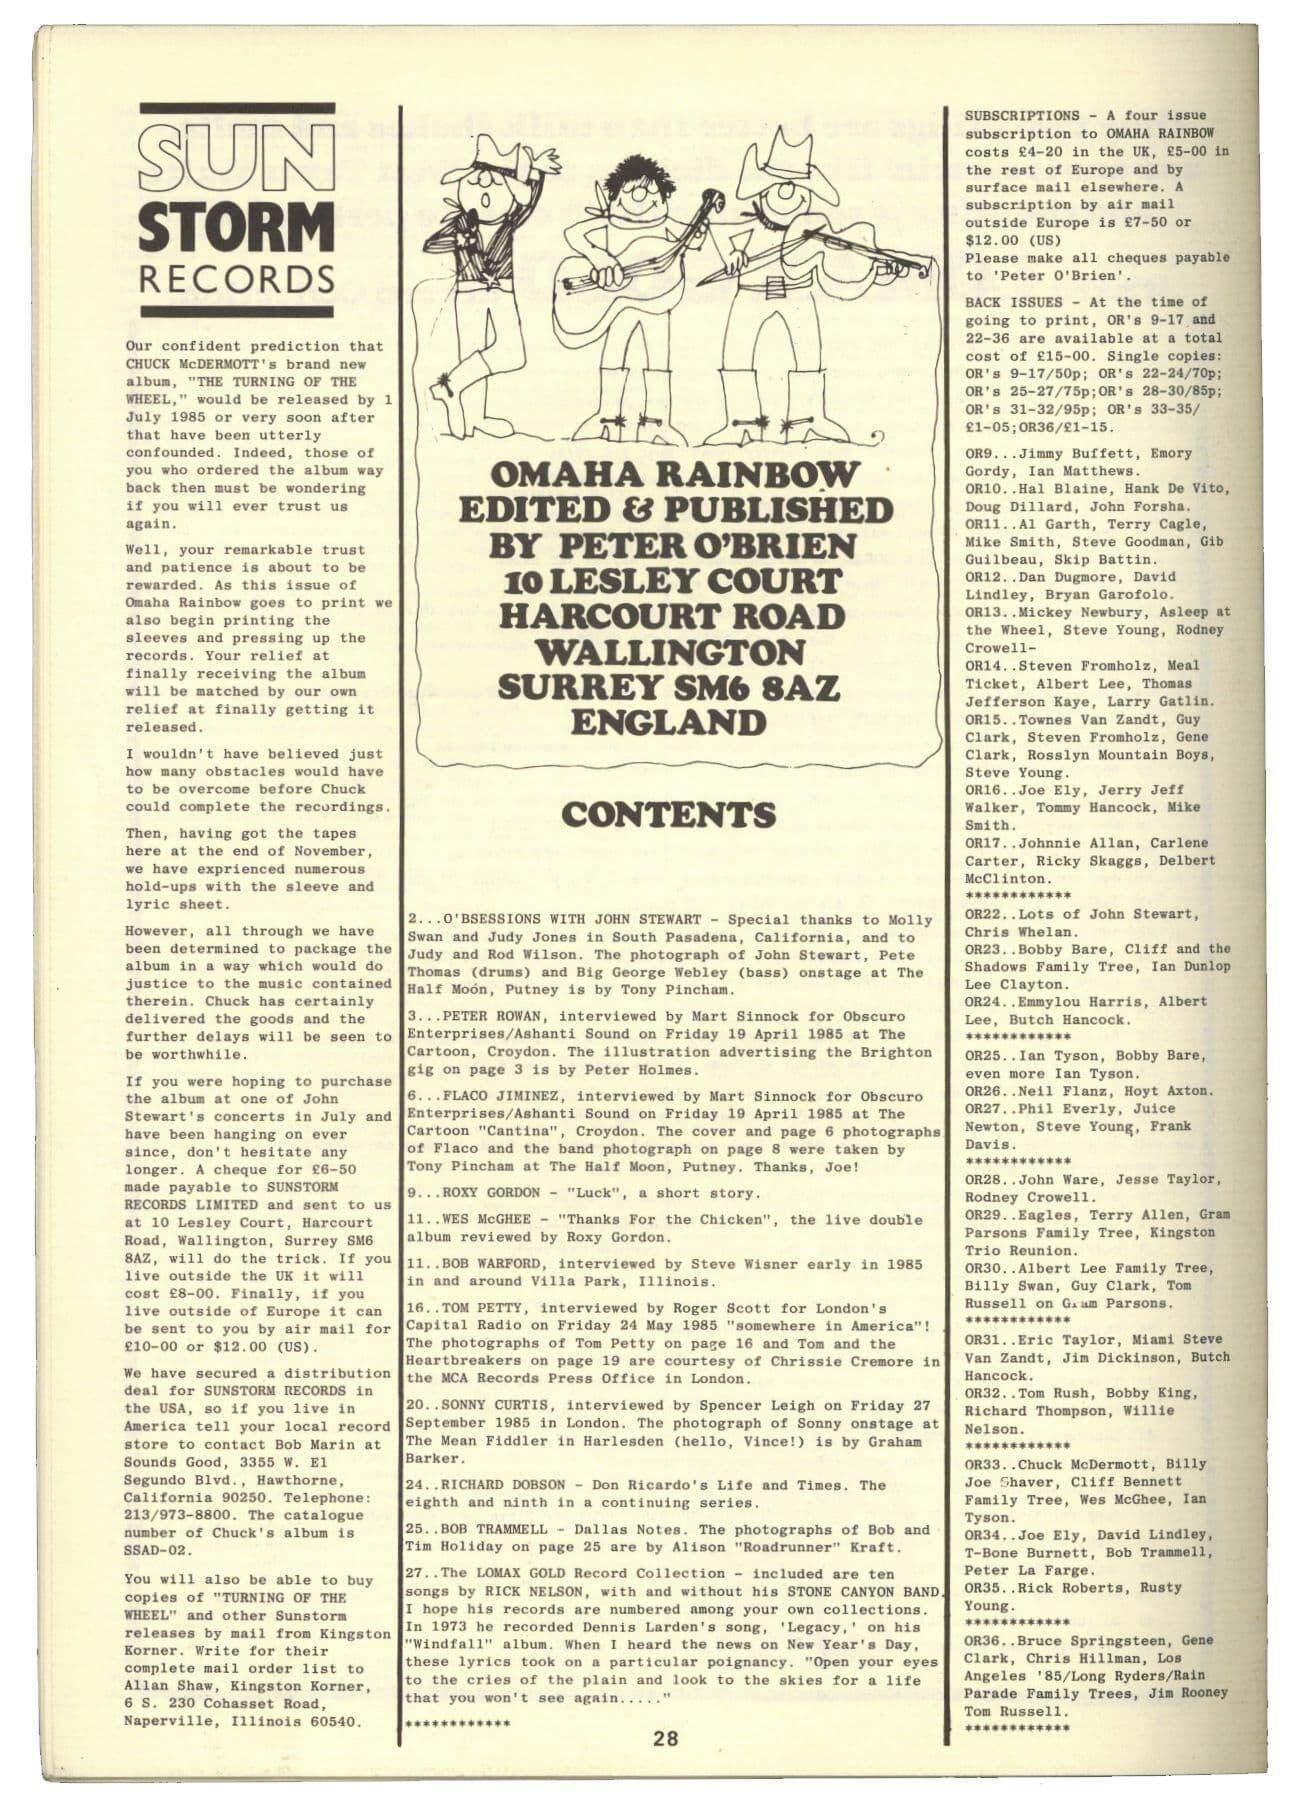 SUN
STORM
RECORDS
Our confident prediction that
CHUCK McDERMOTT's brand new
album, "THE TURNING OF THE
WHEEL," would be released by 1
July 1985 or very soon after
that have been utterly
confounded. Indeed, those of
you who ordered the album way
back then must be wondering
if you will ever trust us
again.
Well, your remarkable trust
and patience is about to be
rewarded. As this issue of
Omaha Rainbow goes to print we
also begin printing the
sleeves and pressing up the
records. Your relief at
finally receiving the album
will be matched by our own
relief at finally getting it
released.
I wouldn't have believed just
how many obstacles would have
to be overcome before Chuck
could complete the recordings.
Then, having got the tapes
here at the end of November,
we have exprienced numerous
hold-ups with the sleeve and
lyric sheet.
However, all through we have
been determined to package the
album in a way which would do
justice to the music contained
therein. Chuck has certainly
delivered the goods and the
further delays will be seen to
be worthwhile.
If you were hoping to purchase
the album at one of John
Stewart's concerts in July and
have been hanging on ever
since, don't hesitate any
longer. A cheque for £6-50
made payable to SUNSTORM
RECORDS LIMITED and sent to us
at 10 Lesley Court, Harcourt
Road, Wallington, Surrey SM6
8AZ, will do the trick. If you
live outside the UK it will
cost £8-00. Finally, if you
live outside of Europe it can
be sent to you by air mail for
£10-00 or $12.00 (US).
We have secured a distribution
deal for SUNSTORM RECORDS in
the USA, so if you live in
America tell your local record
store to contact Bob Marin at
Sounds Good, 3355 W. El
Segundo Blvd., Hawthorne,
California 90250. Telephone:
213/973-8800. The catalogue
number of Chuck's album is
SSAD-02.
You will also be able to buy
copies of "TURNING OF THE
WHEEL" and other Sunstorm
releases by mail from Kingston
Korner. Write for their
complete mail order list to
Allan Shaw, Kingston Korner,
6 S. 230 Cohasset Road,
Naperville, Illinois 60540.
OMAHA RAINBOW
EDITED & PUBLISHED
BY PETER O'BRIEN
10 LESLEY COURT
HARCOURT ROAD
WALLINGTON
SURREY SM6 8AZ
ENGLAND
CONTENTS
2...O'BSESSIONS WITH JOHN STEWART - Special thanks to Molly
Swan and Judy Jones in South Pasadena, California, and to
Judy and Rod Wilson. The photograph of John Stewart, Pete
Thomas (drums) and Big George Webley (bass) onstage at The
Half Moón, Putney is by Tony Pincham.
3...PETER ROWAN, interviewed by Mart Sinnock for Obscuro
Enterprises/Ashanti Sound on Friday 19 April 1985 at The
Cartoon, Croydon. The illustration advertising the Brighton
gig on page 3 is by Peter Holmes.
6...FLACO JIMINEZ, interviewed by Mart Sinnock for Obscuro
Enterprises/Ashanti Sound on Friday 19 April 1985 at The
Cartoon "Cantina", Croydon. The cover and page 6 photographs
of Flaco and the band photograph on page 8 were taken by
Tony Pincham at The Half Moon, Putney. Thanks, Joe!
9...ROXY GORDON - "Luck", a short story.
11..WES McGHEE - "Thanks For the Chicken", the live double
album reviewed by Roxy Gordon.
11..BOB WARFORD, interviewed by Steve Wisner early in 1985
in and around Villa Park, Illinois.
16..TOM PETTY, interviewed by Roger Scott for London's
Capital Radio on Friday 24 May 1985 "somewhere in America"!
The photographs of Tom Petty on page 16 and Tom and the
Heartbreakers on page 19 are courtesy of Chrissie Cremore in
the MCA Records Press Office in London.
20..SONNY CURTIS, interviewed by Spencer Leigh on Friday 27
September 1985 in London. The photograph of Sonny onstage at
The Mean Fiddler in Harlesden (hello, Vince!) is by Graham
Barker.
24..RICHARD DOBSON - Don Ricardo's Life and Times. The
eighth and ninth in a continuing series.
25..BOB TRAMMELL - Dallas Notes. The photographs of Bob and
Tim Holiday on page 25 are by Alison "Roadrunner" Kraft.
27..The LOMAX GOLD Record Collection - included are ten
songs by RICK NELSON, with and without his STONE CANYON BAND.
I hope his records are numbered among your own collections.
In 1973 he recorded Dennis Larden's song, 'Legacy,' on his
"Windfall" album. When I heard the news on New Year's Day,
these lyrics took on a particular poignancy. "Open your eyes
to the cries of the plain and look to the skies for a life
that you won't see again....."
************
28
SUBSCRIPTIONS - A four issue
subscription to OMAHA RAINBOW
costs £4-20 in the UK, £5-00 in
the rest of Europe and by
surface mail elsewhere. A
subscription by air mail
outside Europe is £7-50 or
$12.00 (US)
Please make all cheques payable
to 'Peter O'Brien'.
BACK ISSUES - At the time of
going to print, OR's 9-17 and
22-36 are available at a total
cost of £15-00. Single copies:
OR's 9-17/50p; OR's 22-24/70p;
OR's 25-27/75p;OR's 28-30/85p;
OR's 31-32/95p; OR's 33-35/
£1-05;OR36/£1-15.
OR9...Jimmy Buffett, Emory
Gordy, Ian Matthews.
OR10..Hal Blaine, Hank De Vito,
Doug Dillard, John Forsha.
OR11..Al Garth, Terry Cagle,
Mike Smith, Steve Goodman, Gib
Guilbeau, Skip Battin.
OR12..Dan Dugmore, David
Lindley, Bryan Garofolo.
OR13..Mickey Newbury, Asleep at
the Wheel, Steve Young, Rodney
Crowell-
OR14..Steven Fromholz, Meal
Ticket, Albert Lee, Thomas
Jefferson Kaye, Larry Gatlin.
OR15..Townes Van Zandt, Guy
Clark, Steven Fromholz, Gene
Clark, Rosslyn Mountain Boys,
Steve Young.
OR16..Joe Ely, Jerry Jeff
Walker, Tommy Hancock, Mike
Smith.
OR17..Johnnie Allan, Carlene
Carter, Ricky Skaggs, Delbert
McClinton.
************
OR22..Lots of John Stewart,
Chris Whelan.
OR23..Bobby Bare, Cliff and the
Shadows Family Tree, Ian Dunlop
Lee Clayton.
OR24..Emmylou Harris, Albert
Lee, Butch Hancock.
************
OR25..Ian Tyson, Bobby Bare,
even more Ian Tyson.
OR26..Neil Flanz, Hoyt Axton.
OR27..Phil Everly, Juice
Newton, Steve Young, Frank
Davis.
************
OR28..John Ware, Jesse Taylor,
Rodney Crowell.
OR29..Eagles, Terry Allen, Gram
Parsons Family Tree, Kingston
Trio Reunion.
OR30..Albert Lee Family Tree,
Billy Swan, Guy Clark, Tom
Russell on Gram Parsons.
************
OR31..Eric Taylor, Miami Steve
Van Zandt, Jim Dickinson, Butch
Hancock.
OR32..Tom Rush, Bobby King,
Richard Thompson, Willie
Nelson.
************
OR33..Chuck McDermott, Billy
Joe Shaver, Cliff Bennett
Family Tree, Wes McGhee, Ian
Tyson.
OR34..Joe Ely, David Lindley,
T-Bone Burnett, Bob Trammell,
Peter La Farge.
OR35..Rick Roberts, Rusty
Young.
************
OR36..Bruce Springsteen, Gene
Clark, Chris Hillman, Los
Angeles '85/Long Ryders/Rain
Parade Family Trees, Jim Rooney
Tom Russell.
************